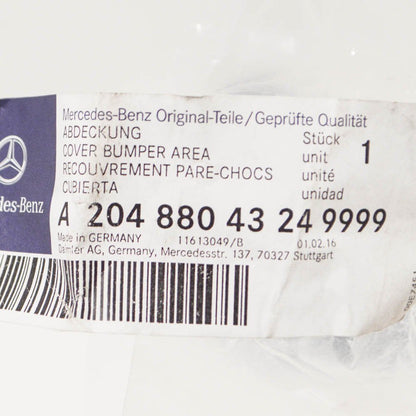 Mercedes-Benz Original-Teile/Geprüfte Qualität
ABDECKUNG
COVER BUMPER AREA
RECOUVREMENT PARE-CHOCS
CUBIERTA
Stück
unit 1
unité
unidad
des-Benz
A 204 880 43 24 9999
Made in GERMANY 11613049/B 01.02.16
Daimler AG, Germany, Mercedesstr. 137, 70327 Stuttgart